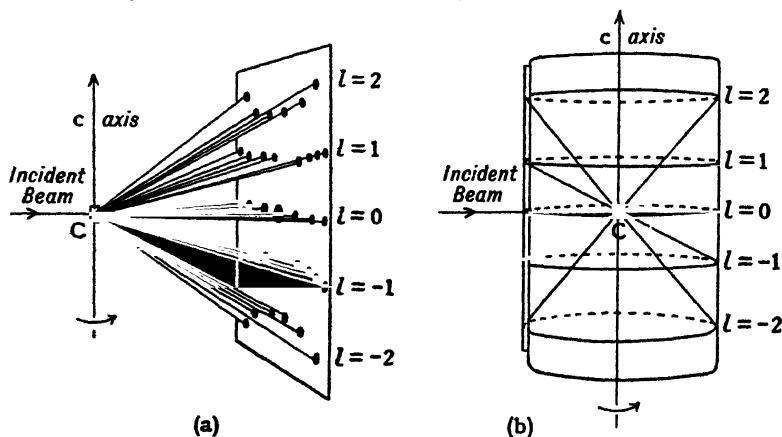 c axis
l = 2
l = 1
Incident
Beam
C
l = 0
l = -1
l = -2
(a)
c axis
l = 2
l = 1
Incident
Beam
C
l = 0
l = -1
l = -2
(b)